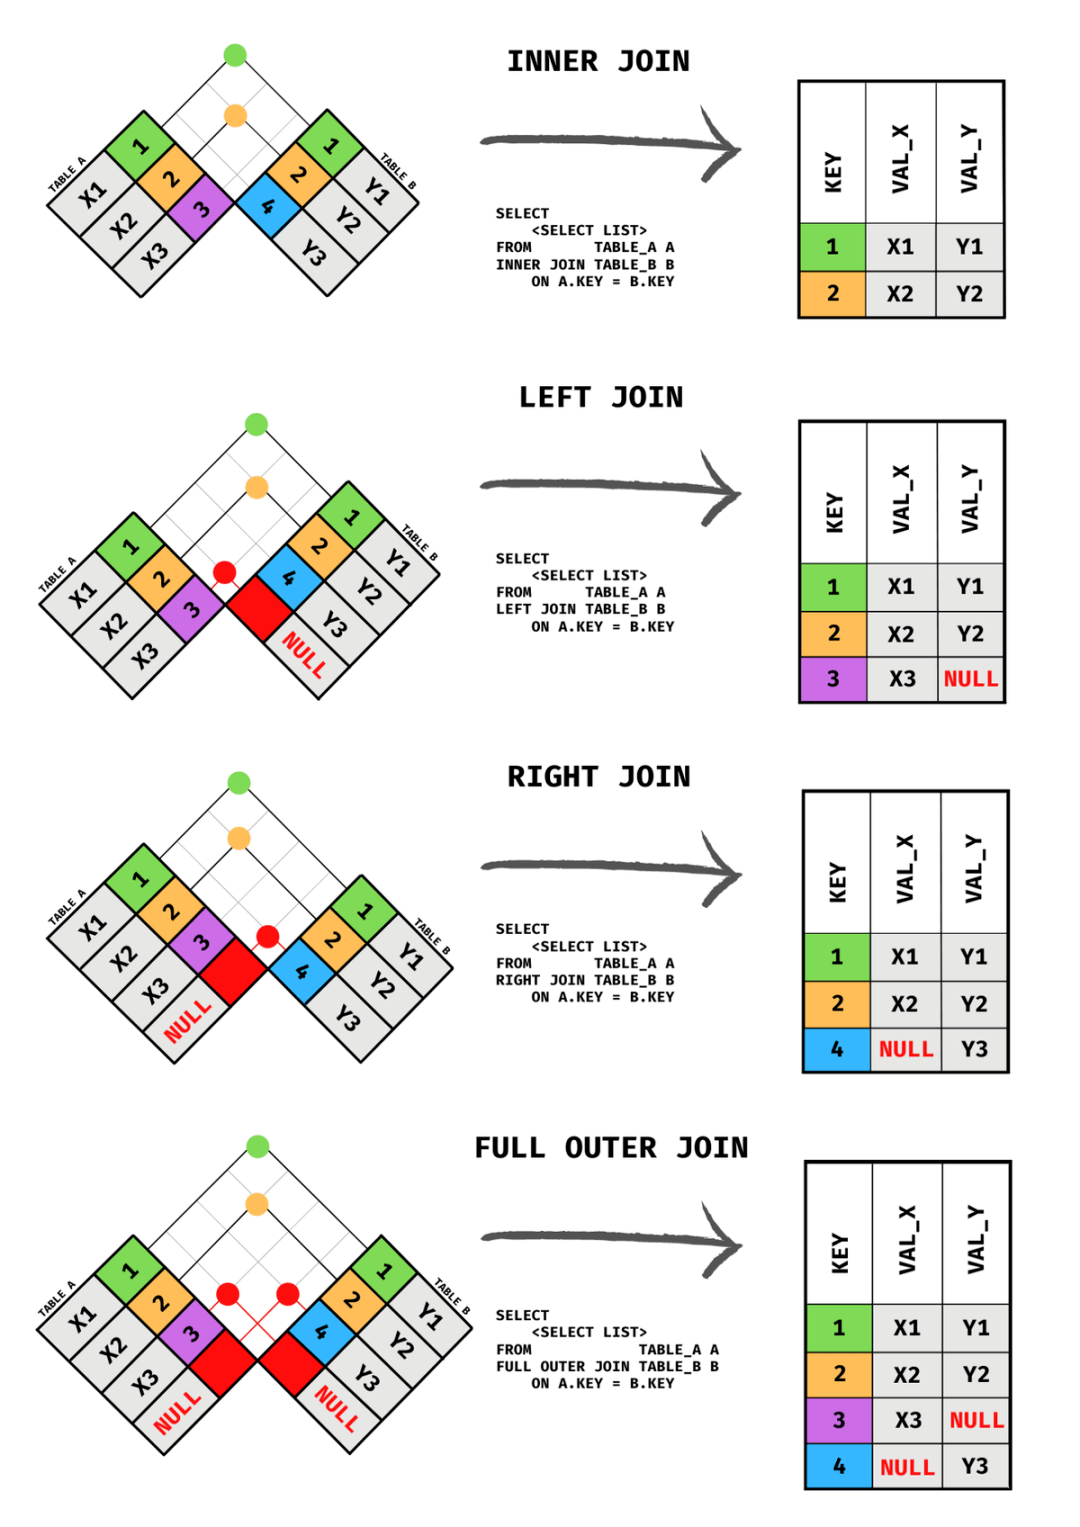 INNER JOIN
TABLE A
1
2
3
X1
X2
X3
TABLE B
1
2
4
Y1
Y2
Y3
SELECT
<SELECT LIST>
FROM TABLE_A A
INNER JOIN TABLE_B B
ON A.KEY = B.KEY
KEY VAL_X VAL_Y
1 X1 Y1
2 X2 Y2
LEFT JOIN
TABLE A
1
2
3
X1
X2
X3
TABLE B
1
2
4
Y1
Y2
Y3
NULL
SELECT
<SELECT LIST>
FROM TABLE_A A
LEFT JOIN TABLE_B B
ON A.KEY = B.KEY
KEY VAL_X VAL_Y
1 X1 Y1
2 X2 Y2
3 X3 NULL
RIGHT JOIN
TABLE A
1
2
3
X1
X2
X3
NULL
TABLE B
1
2
4
Y1
Y2
Y3
SELECT
<SELECT LIST>
FROM TABLE_A A
RIGHT JOIN TABLE_B B
ON A.KEY = B.KEY
KEY VAL_X VAL_Y
1 X1 Y1
2 X2 Y2
4 NULL Y3
FULL OUTER JOIN
TABLE A
1
2
3
X1
X2
X3
NULL
TABLE B
1
2
4
Y1
Y2
Y3
NULL
SELECT
<SELECT LIST>
FROM TABLE_A A
FULL OUTER JOIN TABLE_B B
ON A.KEY = B.KEY
KEY VAL_X VAL_Y
1 X1 Y1
2 X2 Y2
3 X3 NULL
4 NULL Y3